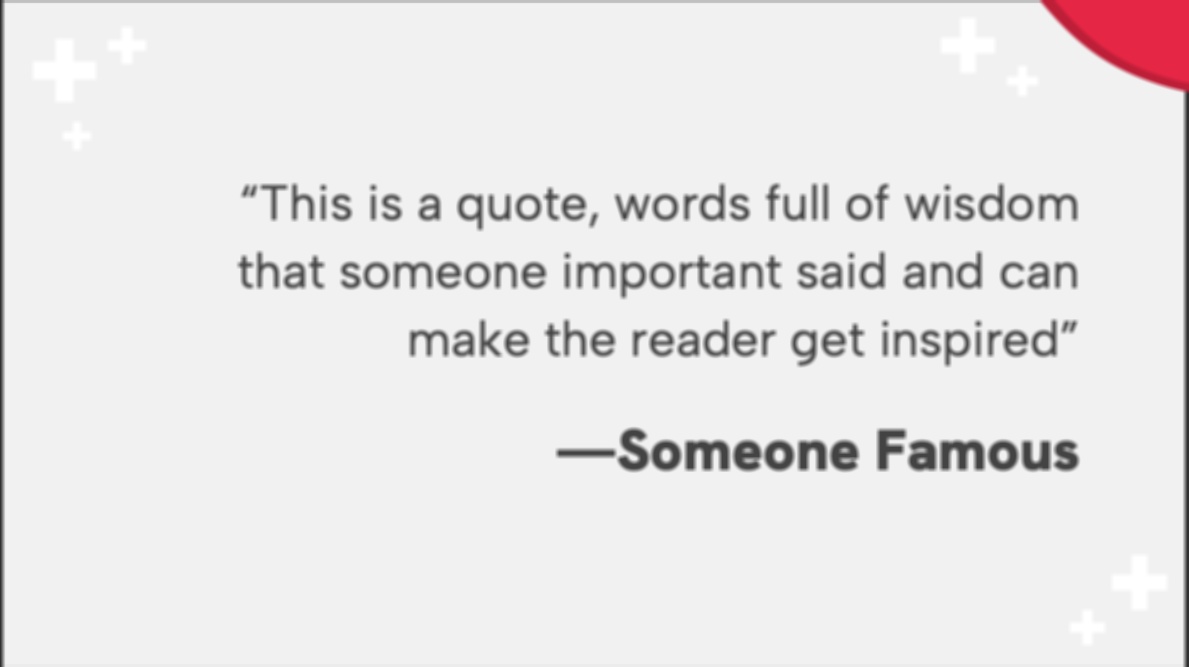 “This is a quote, words full of wisdom
that someone important said and can
make the reader get inspired”
—Someone Famous